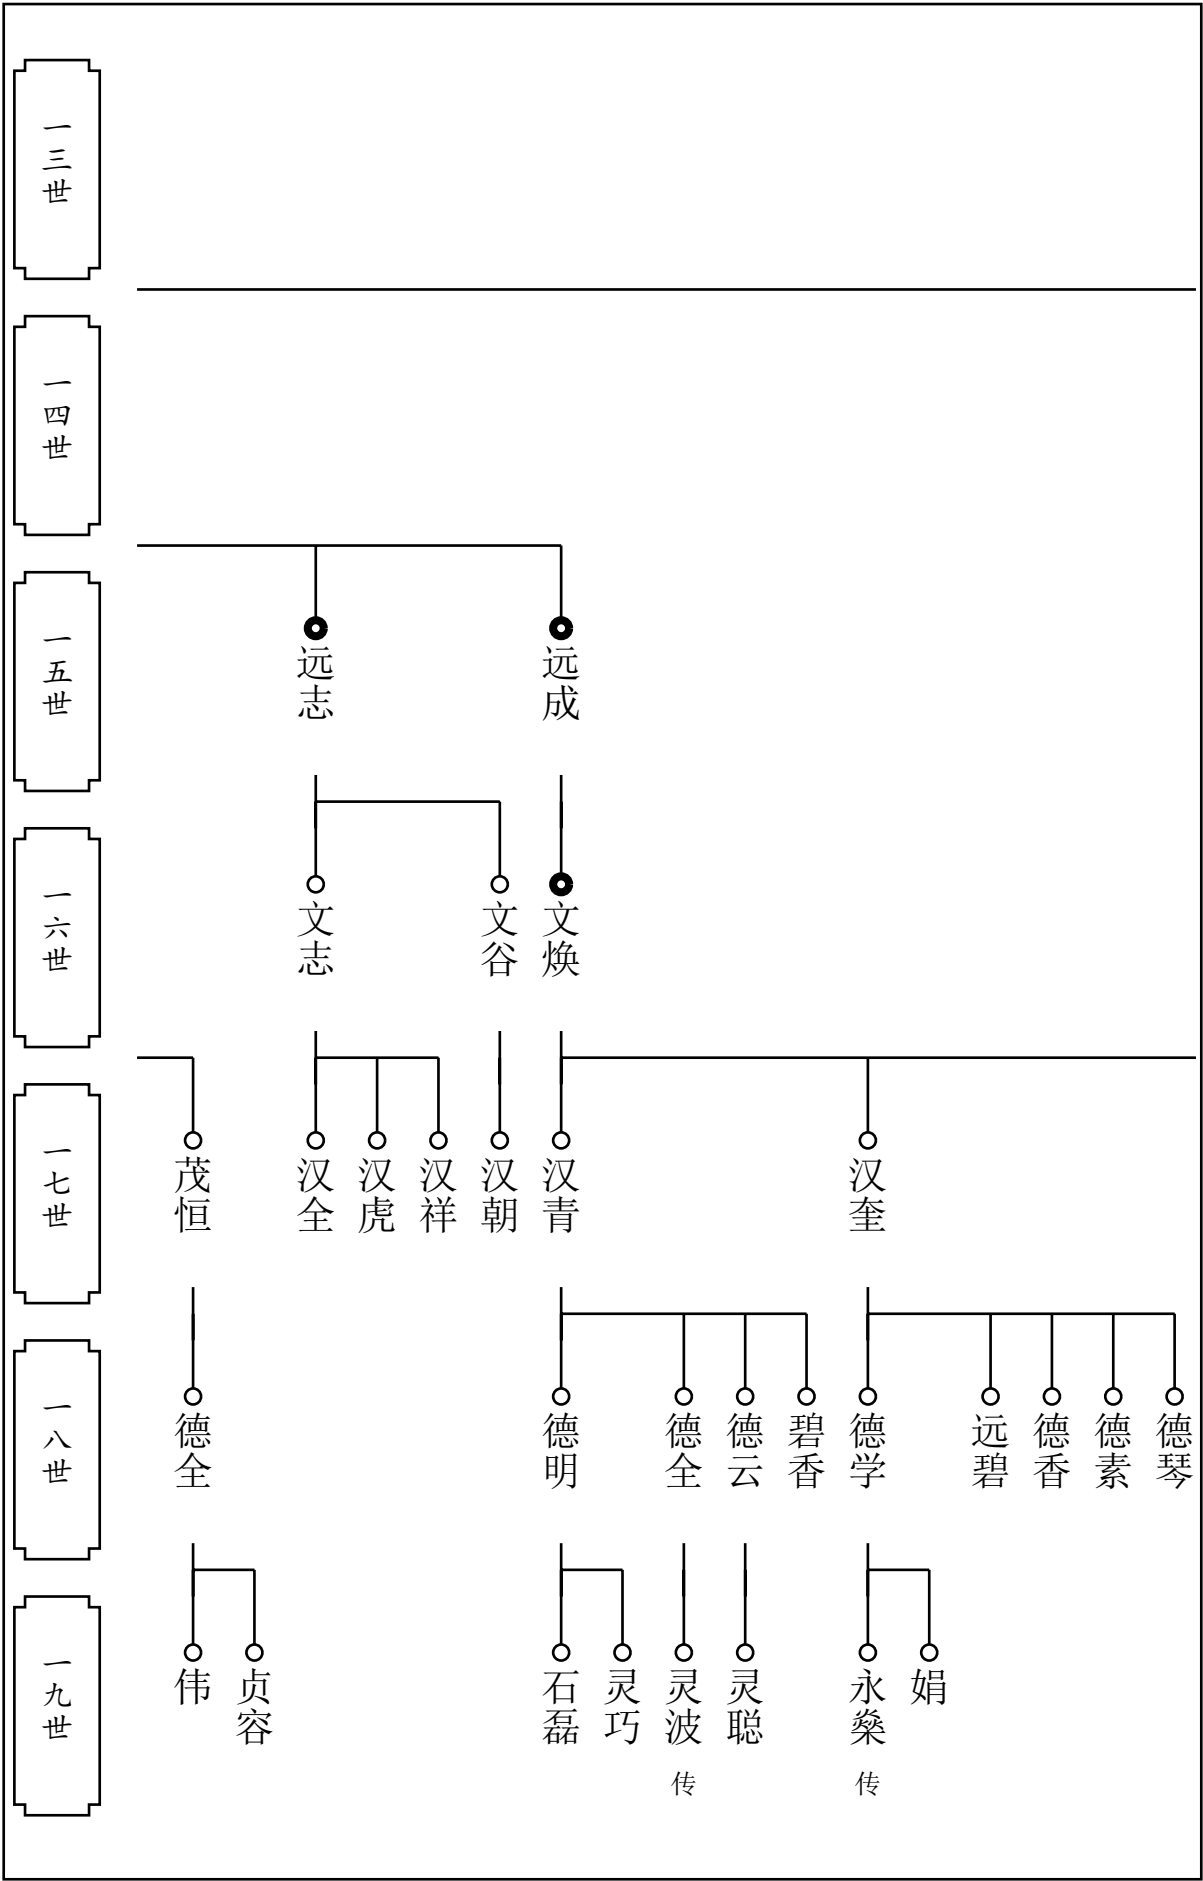 一三世
一四世
一五世
远志
远成
一六世
文志
文谷
文焕
一七世
茂恒
汉全
汉虎
汉祥
汉朝
汉青
汉奎
一八世
德全
德明
德全
德云
碧香
德学
远碧
德香
德素
德琴
一九世
伟
贞容
石磊
灵巧
灵波
传
灵聪
永燊
传
娟